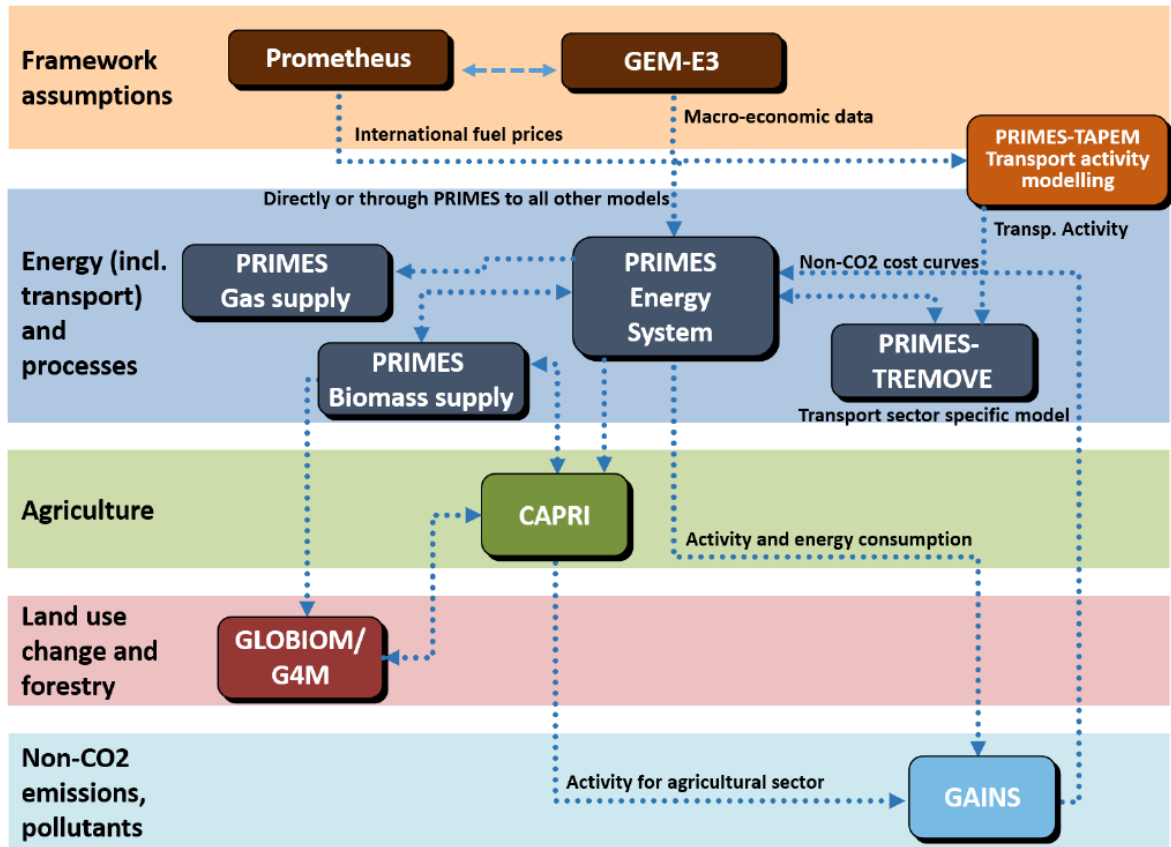 Framework
assumptions
Prometheus
GEM-E3
International fuel prices
Macro-economic data
PRIMES-TAPEM
Transport activity
modelling
Directly or through PRIMES to all other models
Transp. Activity
Energy (incl.
transport)
and
processes
PRIMES
Gas supply
PRIMES
Energy
System
Non-CO2 cost curves
PRIMES
Biomass supply
PRIMES-
TREMOVE
Transport sector specific model
Agriculture
CAPRI
Activity and energy consumption
Land use
change and
forestry
GLOBIOM/
G4M
Non-CO2
emissions,
pollutants
Activity for agricultural sector
GAINS